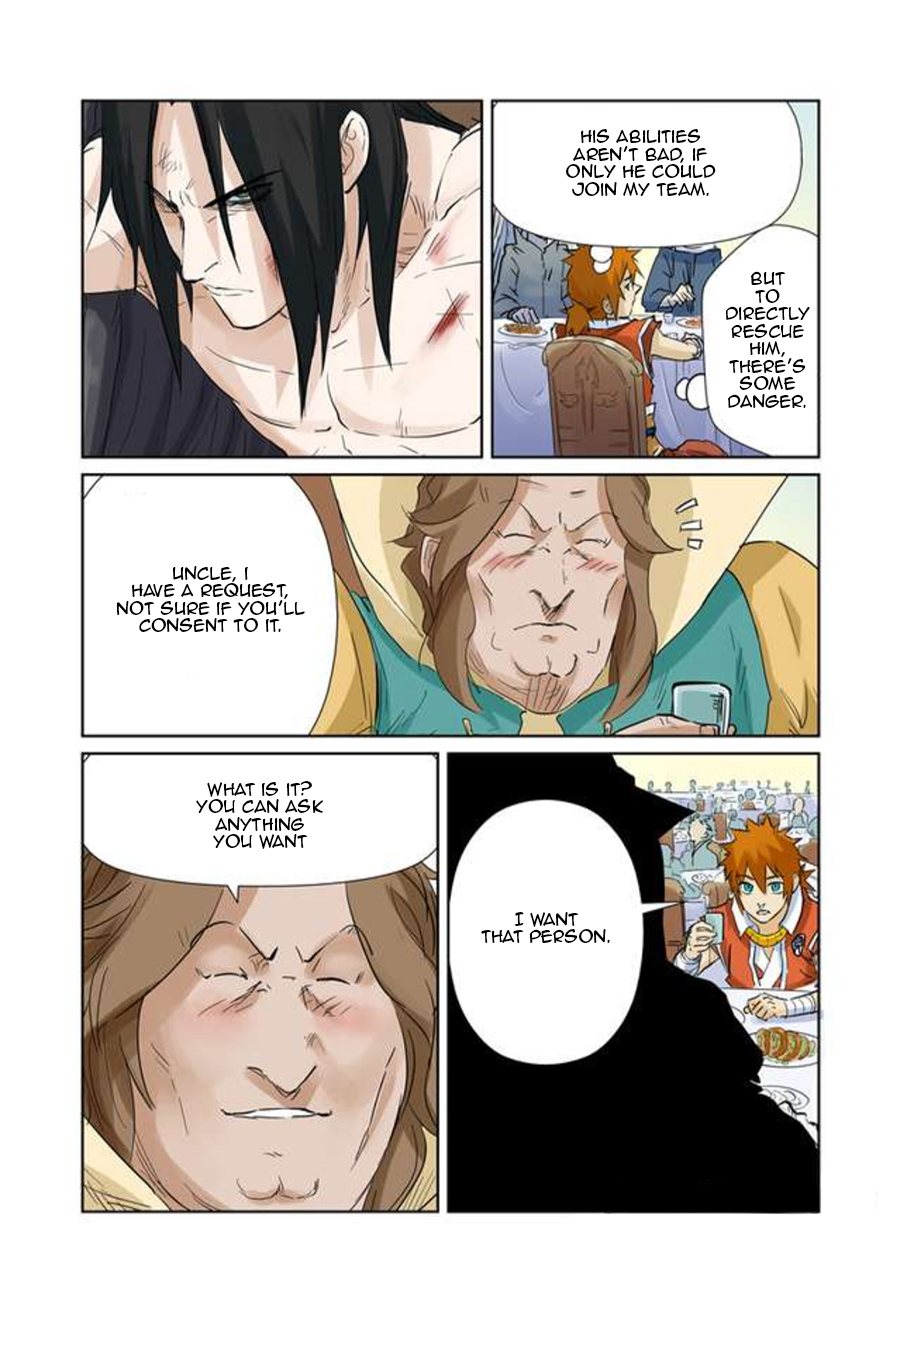 HIS ABILITIES
AREN'T BAD, IF
ONLY HE COULD
JOIN MY TEAM.
BUT
TO
DIRECTLY
RESCUE
HIM,
THERE'S
SOME
DANGER.
UNCLE, I
HAVE A REQUEST,
NOT SURE IF YOU'LL
CONSENT TO IT.
WHAT IS IT?
YOU CAN ASK
ANYTHING
YOU WANT
I WANT
THAT PERSON.